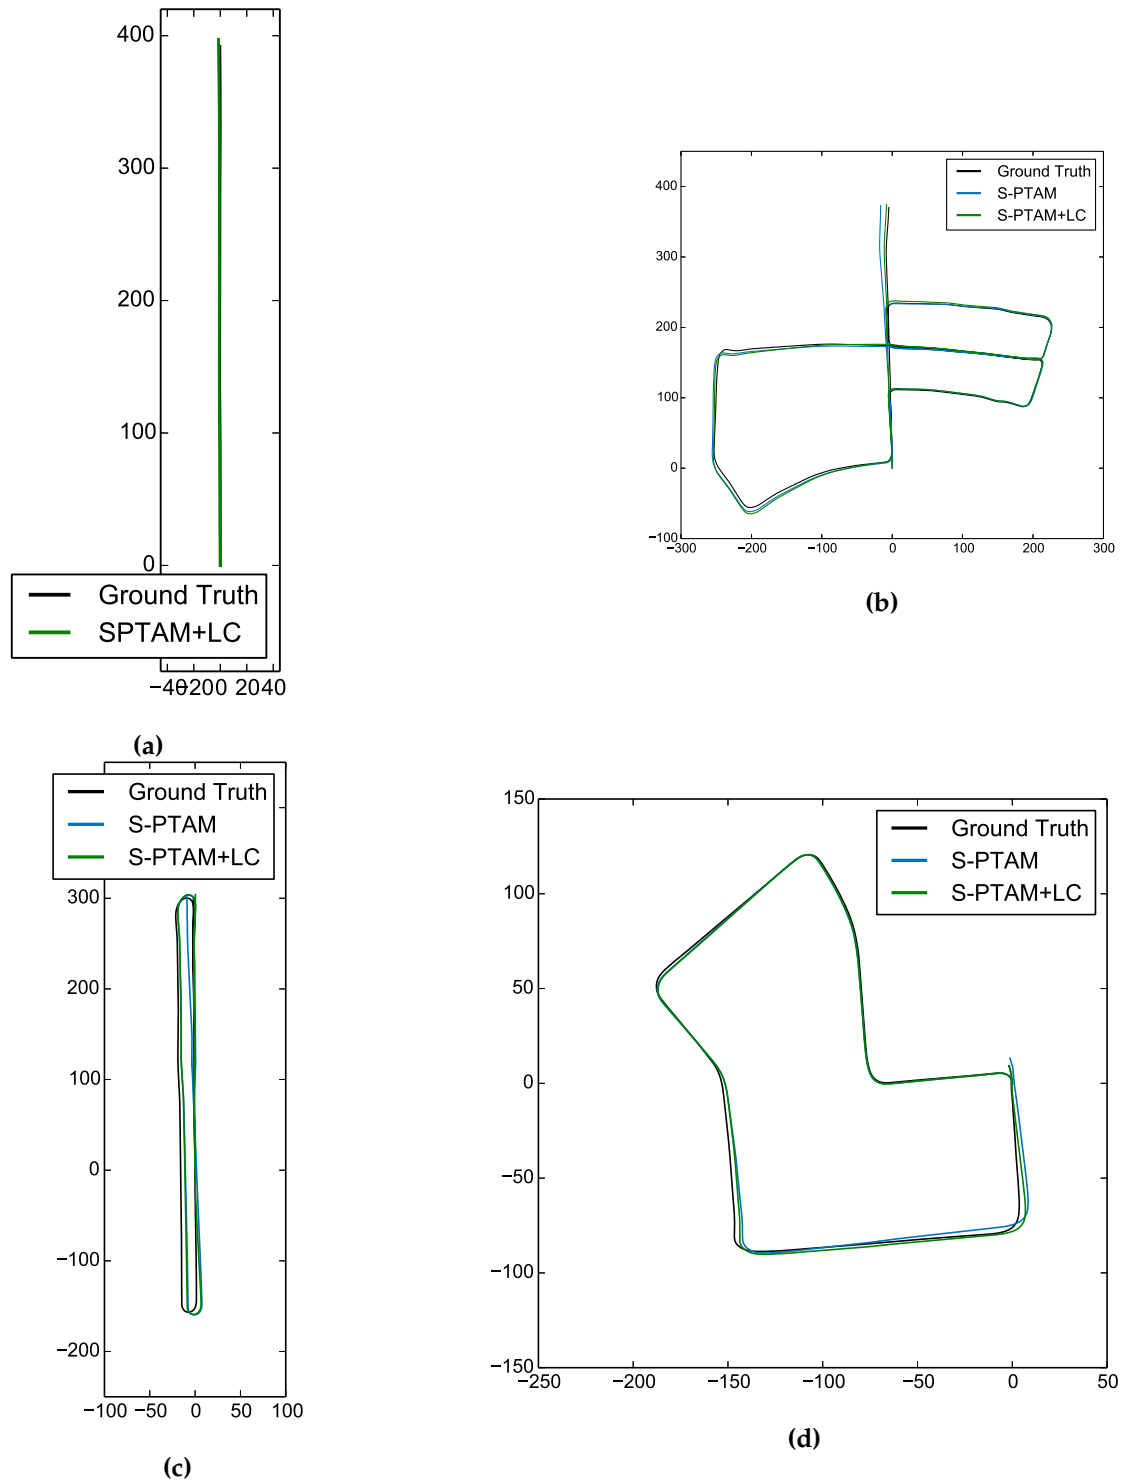 400
300
200
100
0
Ground Truth
SPTAM+LC
−40 −20 0 20 40
(a)
Ground Truth
S-PTAM
S-PTAM+LC
400
300
200
100
0
−100
−300 −200 −100 0 100 200 300
(b)
Ground Truth
S-PTAM
S-PTAM+LC
300
200
100
0
−100
−200
−100 −50 0 50 100
(c)
150
Ground Truth
S-PTAM
S-PTAM+LC
100
50
0
−50
−100
−150
−250 −200 −150 −100 −50 0 50
(d)